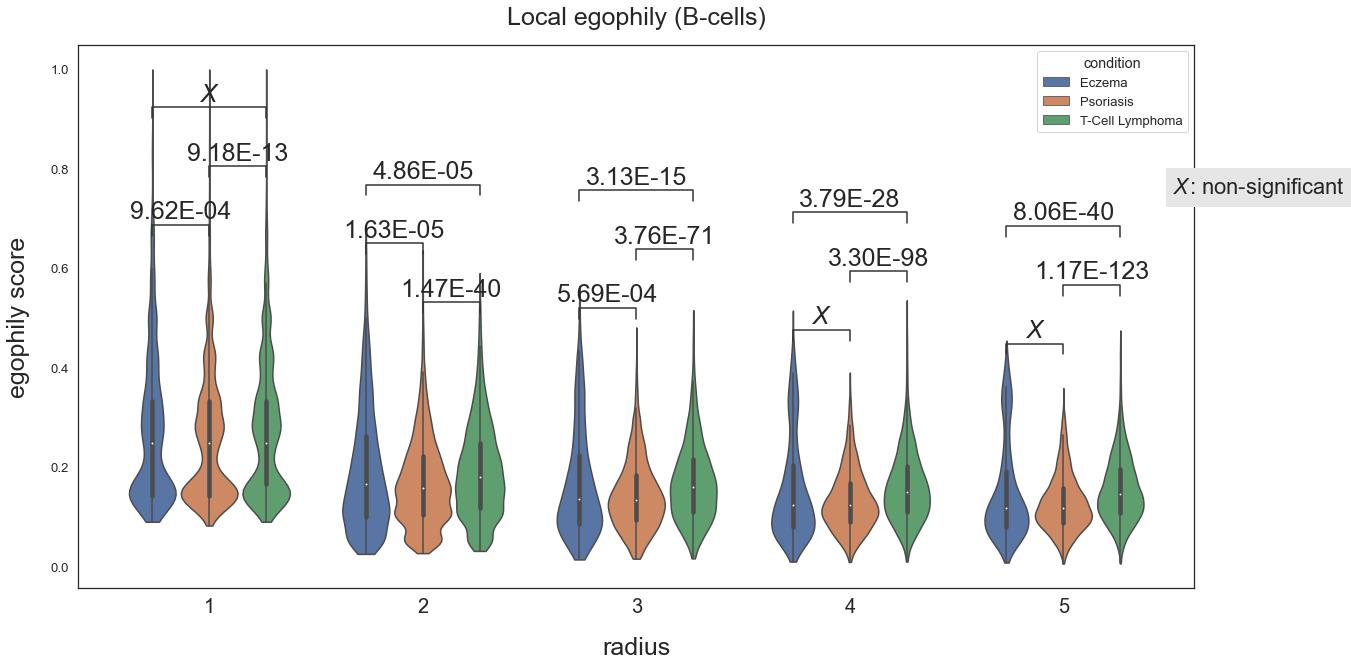 Local egophily (B-cells)
condition
Eczema
Psoriasis
T-Cell Lymphoma
X: non-significant
egophily score
1.0
0.8
0.6
0.4
0.2
0.0
X
9.18E-13
9.62E-04
4.86E-05
1.63E-05
1.47E-40
3.13E-15
3.76E-71
5.69E-04
3.79E-28
3.30E-98
X
8.06E-40
1.17E-123
X
1 2 3 4 5
radius